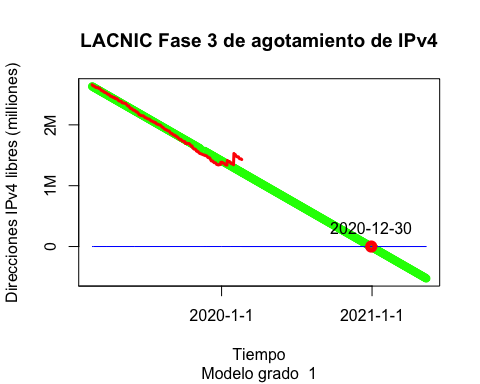 LACNIC Fase 3 de agotamiento de IPv4
Direcciones IPv4 libres (milliones)
2M
1M
0
2020-12-30
2020-1-1
2021-1-1
Tiempo
Modelo grado 1